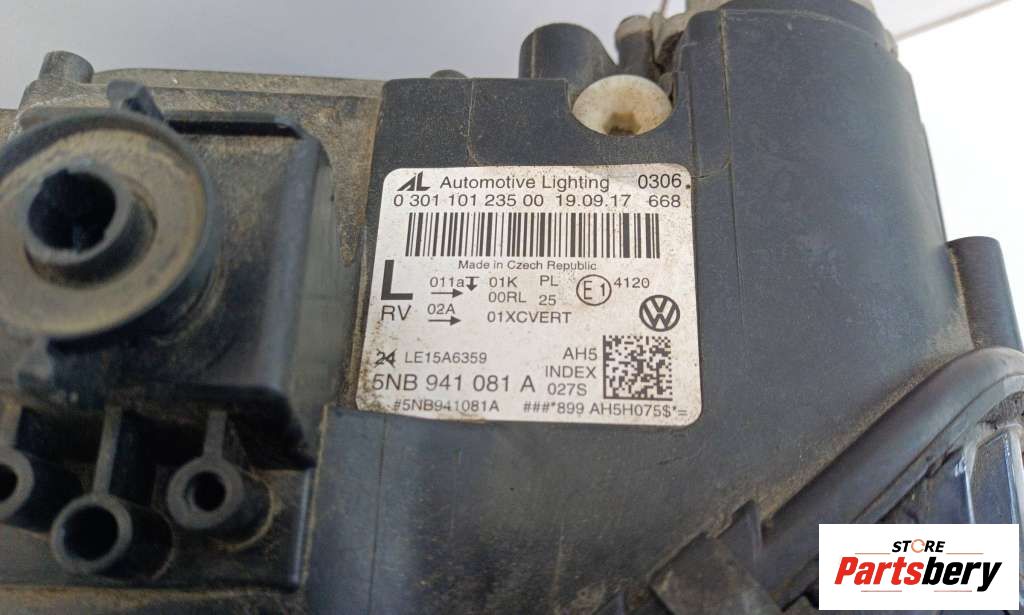 AL Automotive Lighting 0306
0 301 101 235 00 19.09.17 668
Made in Czech Republic
L 011a 01K PL E1 4120
00RL 25
RV 02A 01XCVERT
24 LE15A6359 AH5
INDEX
5NB 941 081 A 027S
#5NB941081A ###*899 AH5H075$*=
STORE
Partsbery